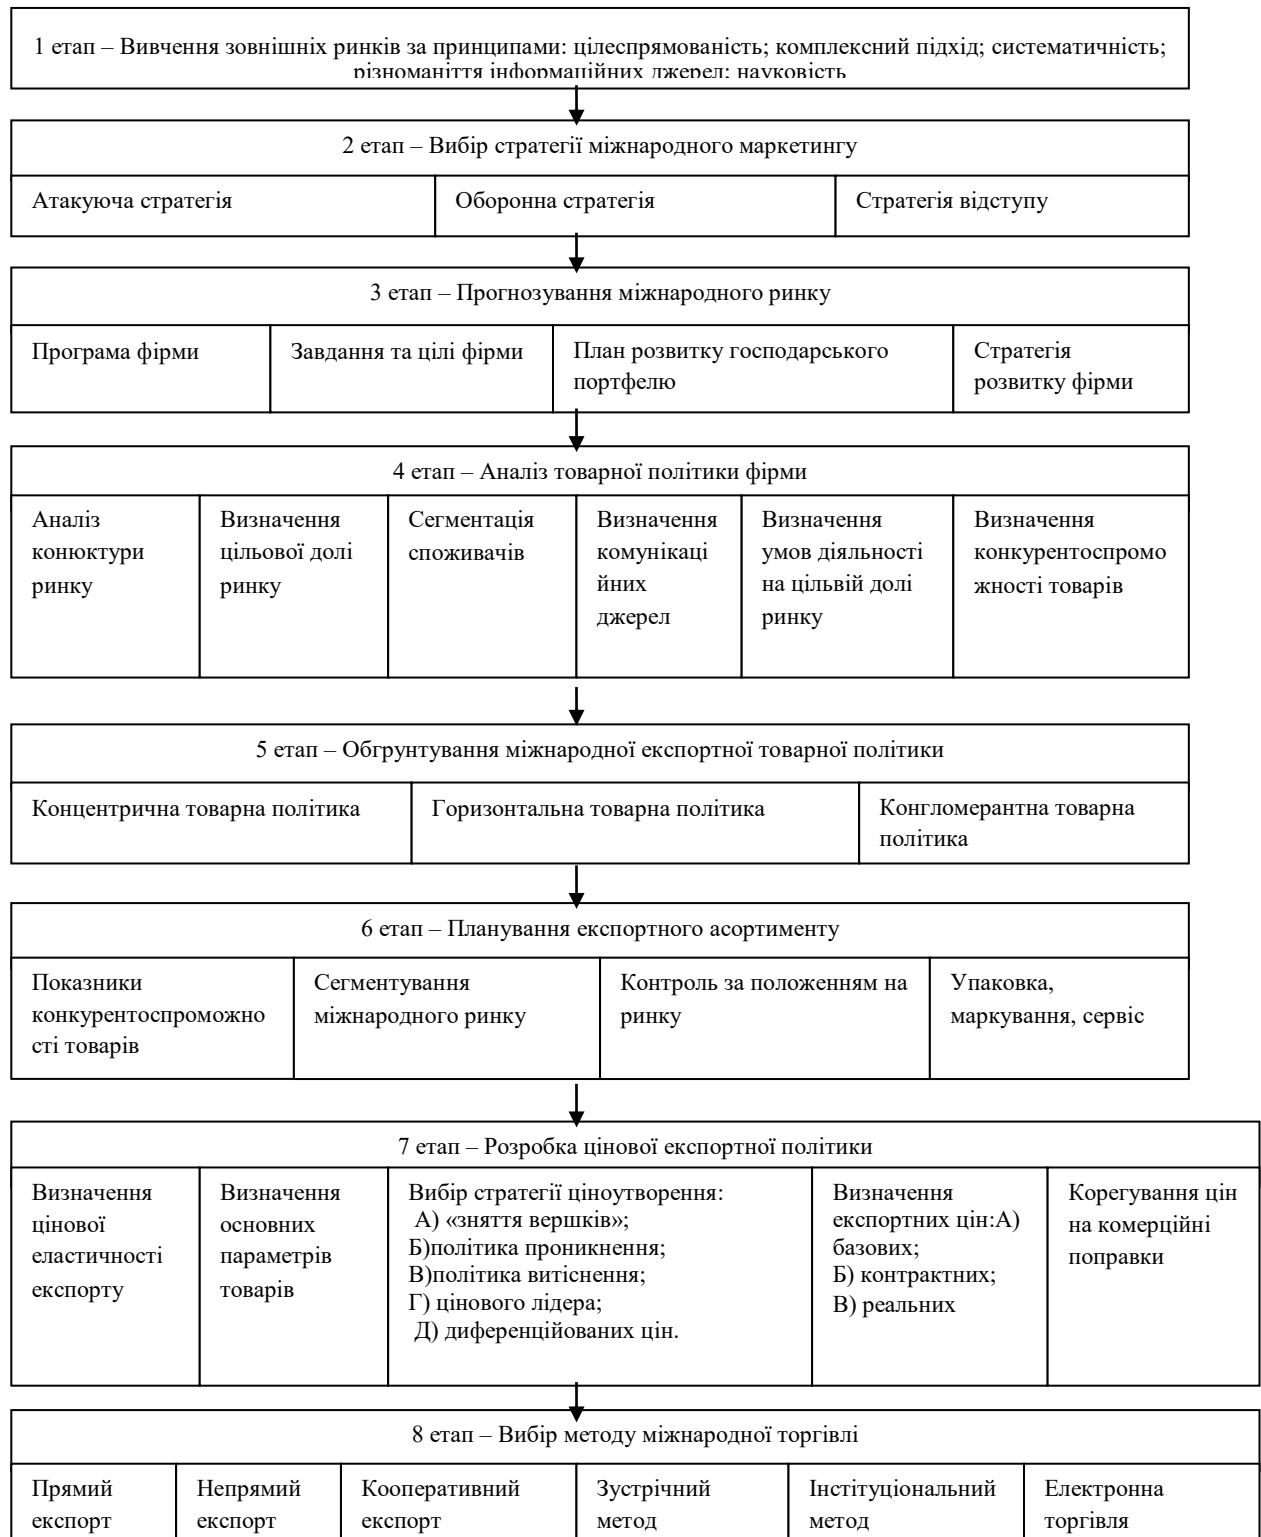 1 етап – Вивчення зовнішніх ринків за принципами: цілеспрямованість; комплексний підхід; систематичність;
різноманіття інформаційних джерел; науковість
2 етап – Вибір стратегії міжнародного маркетингу
Атакуюча стратегія
Оборонна стратегія
Стратегія відступу
3 етап – Прогнозування міжнародного ринку
Програма фірми
Завдання та цілі фірми
План розвитку господарського
портфелю
Стратегія
розвитку фірми
4 етап – Аналіз товарної політики фірми
Аналіз
конюктури
ринку
Визначення
цільової долі
ринку
Сегментація
споживачів
Визначення
комунікаці
йних
джерел
Визначення
умов діяльності
на цільвій долі
ринку
Визначення
конкурентоспромо
жності товарів
5 етап – Обгрунтування міжнародної експортної товарної політики
Концентрична товарна політика
Горизонтальна товарна політика
Конгломерантна товарна
політика
6 етап – Планування експортного асортименту
Показники
конкурентоспроможно
сті товарів
Сегментування
міжнародного ринку
Контроль за положенням на
ринку
Упаковка,
маркування, сервіс
7 етап – Розробка цінової експортної політики
Визначення
цінової
еластичності
експорту
Визначення
основних
параметрів
товарів
Вибір стратегії ціноутворення:
А) «зняття вершків»;
Б)політика проникнення;
В)політика витіснення;
Г) цінового лідера;
Д) диференційованих цін.
Визначення
експортних цін:А)
базових;
Б) контрактних;
В) реальних
Корегування цін
на комерційні
поправки
8 етап – Вибір методу міжнародної торгівлі
Прямий
експорт
Непрямий
експорт
Кооперативний
експорт
Зустрічний
метод
Інстітуціональний
метод
Електронна
торгівля